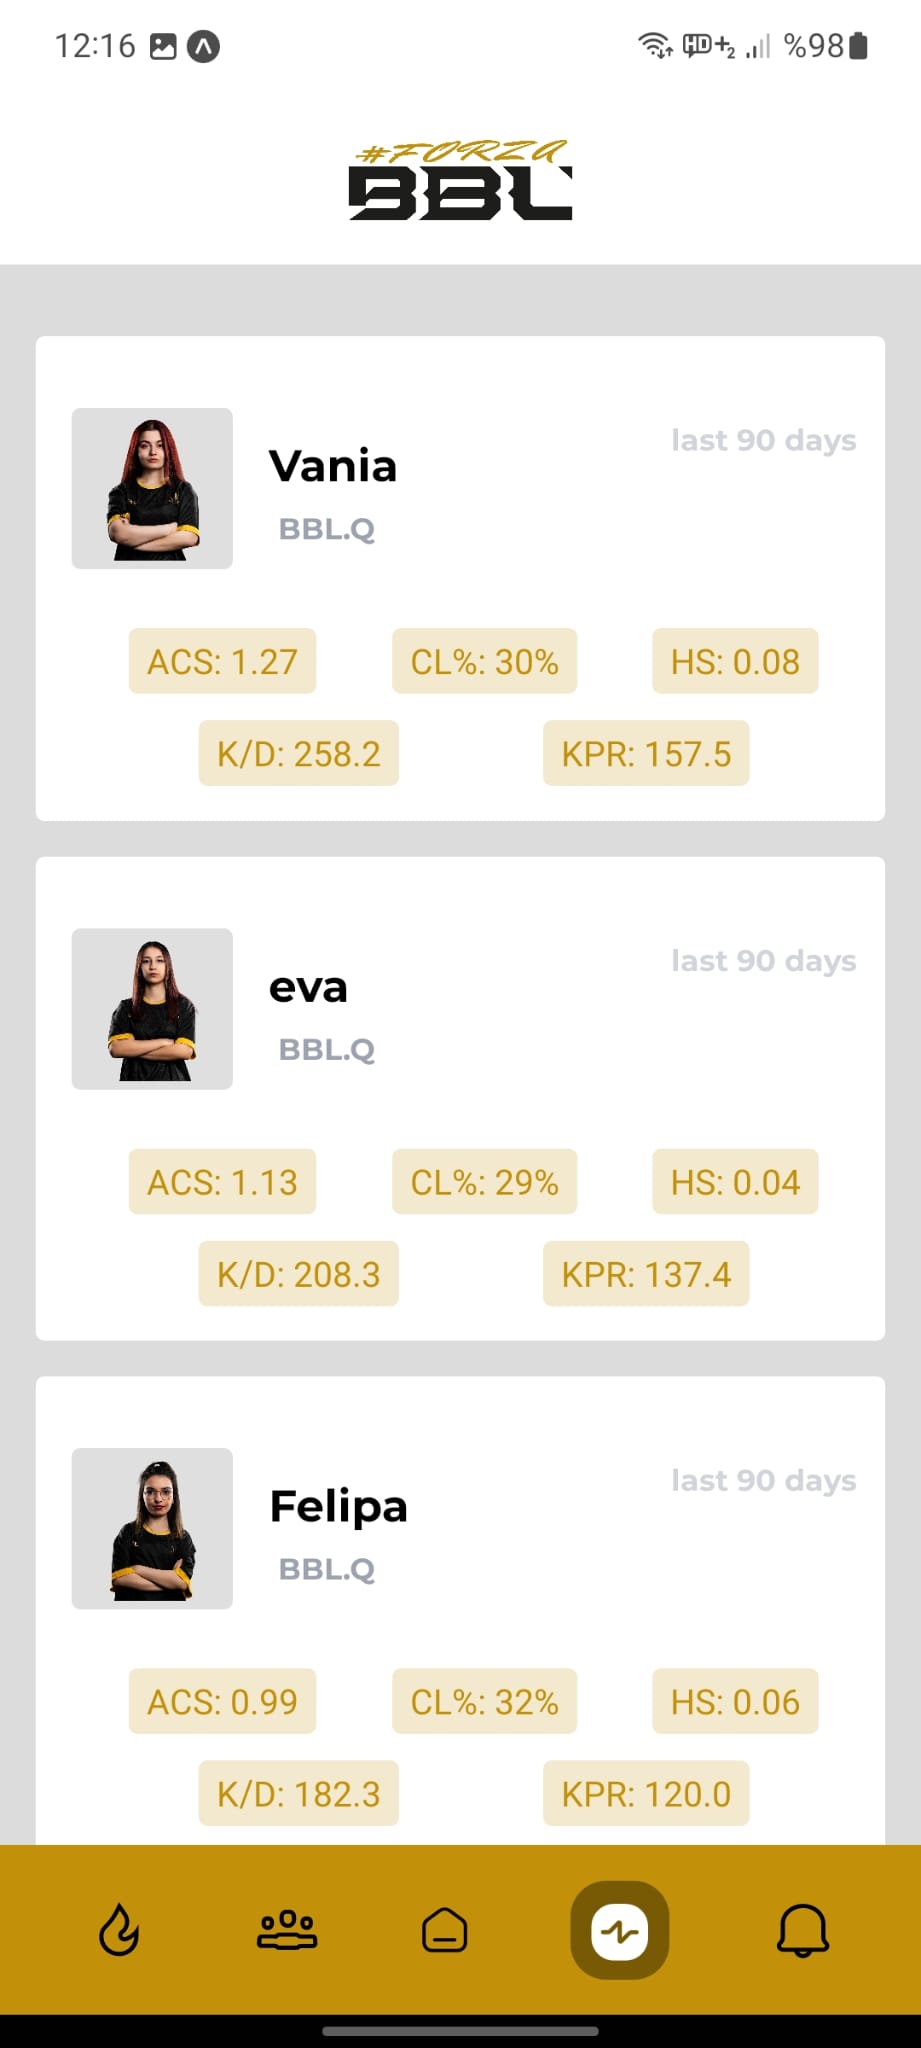 12:16 HD+2 %98
#FORZA
BBL
Vania
last 90 days
BBL.Q
ACS: 1.27 CL%: 30% HS: 0.08
K/D: 258.2 KPR: 157.5
eva
last 90 days
BBL.Q
ACS: 1.13 CL%: 29% HS: 0.04
K/D: 208.3 KPR: 137.4
Felipa
last 90 days
BBL.Q
ACS: 0.99 CL%: 32% HS: 0.06
K/D: 182.3 KPR: 120.0